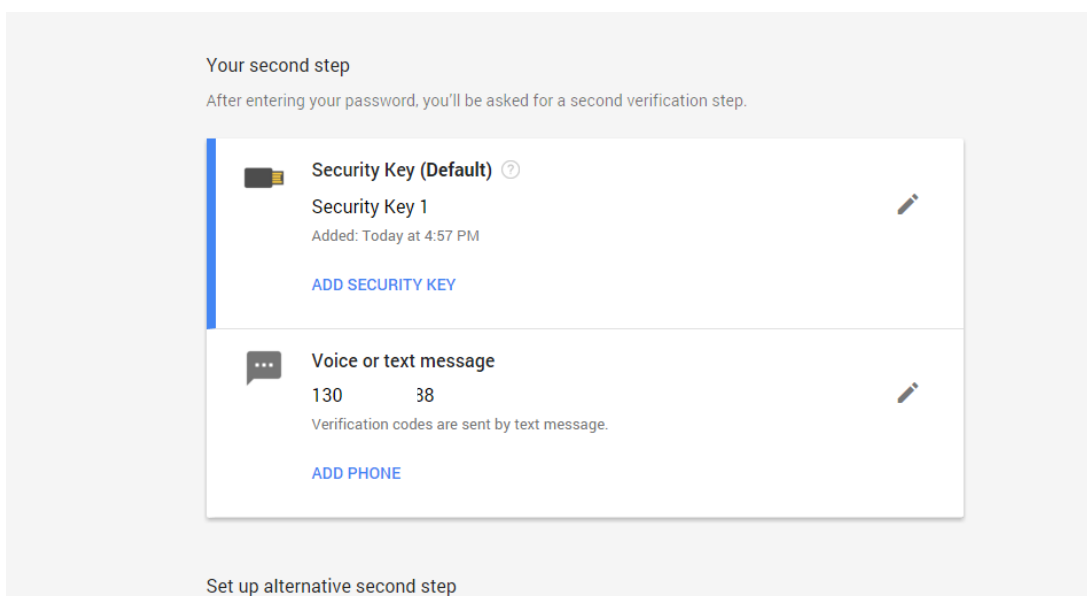 Your second step
After entering your password, you'll be asked for a second verification step.
Security Key (Default) ?
Security Key 1
Added: Today at 4:57 PM
ADD SECURITY KEY
Voice or text message
130 38
Verification codes are sent by text message.
ADD PHONE
Set up alternative second step